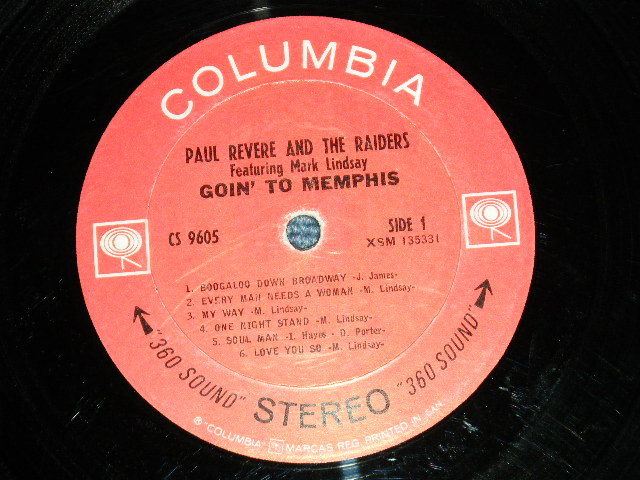 COLUMBIA
PAUL REVERE AND THE RAIDERS
Featuring Mark Lindsay
GOIN' TO MEMPHIS
CS 9605
SIDE 1
XSM 135331
1. BOOGALOO DOWN BROADWAY -J. James-
2. EVERY MAN NEEDS A WOMAN -M. Lindsay-
3. MY WAY -M. Lindsay-
4. ONE NIGHT STAND -M. Lindsay-
5. SOUL MAN -I. Hayes - D. Porter-
6. LOVE YOU SO -M. Lindsay-
"360 SOUND" STEREO "360 SOUND"
® "COLUMBIA" MARCAS REG. PRINTED IN